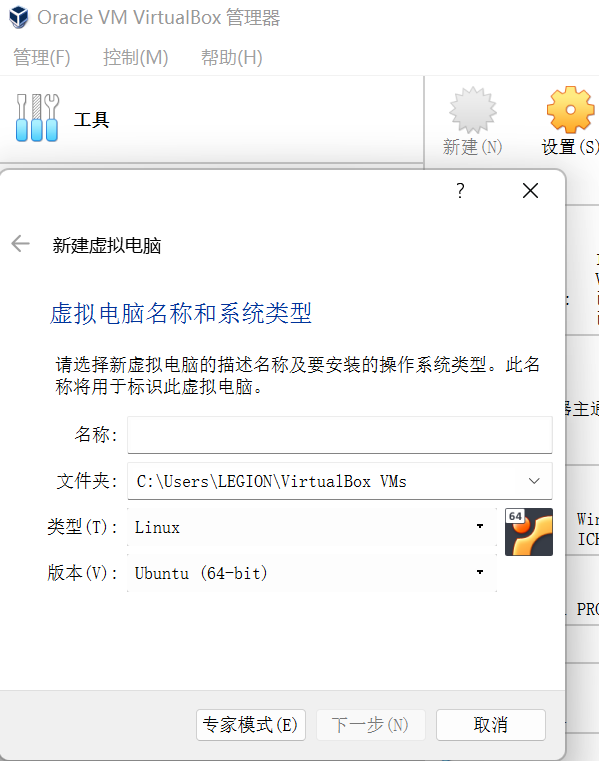 Oracle VM VirtualBox 管理器
管理(F) 控制(M) 帮助(H)
工具
新建(N) 设置(S)
?
新建虚拟电脑
虚拟电脑名称和系统类型
请选择新虚拟电脑的描述名称及要安装的操作系统类型。此名
称将用于标识此虚拟电脑。
名称:
文件夹: C:\Users\LEGION\VirtualBox VMs
类型(T): Linux
64
版本(V): Ubuntu (64-bit)
专家模式(E) 下一步(N) 取消
器主通
Win
ICH
PRO